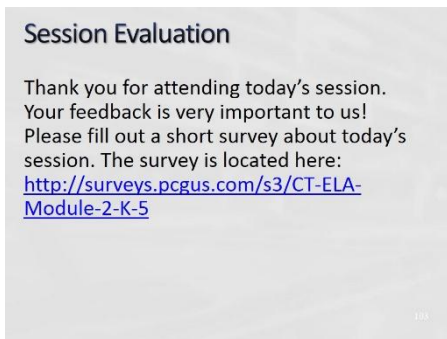 Session Evaluation
Thank you for attending today’s session.
Your feedback is very important to us!
Please fill out a short survey about today’s
session. The survey is located here:
http://surveys.pcgus.com/s3/CT-ELA-
Module-2-K-5